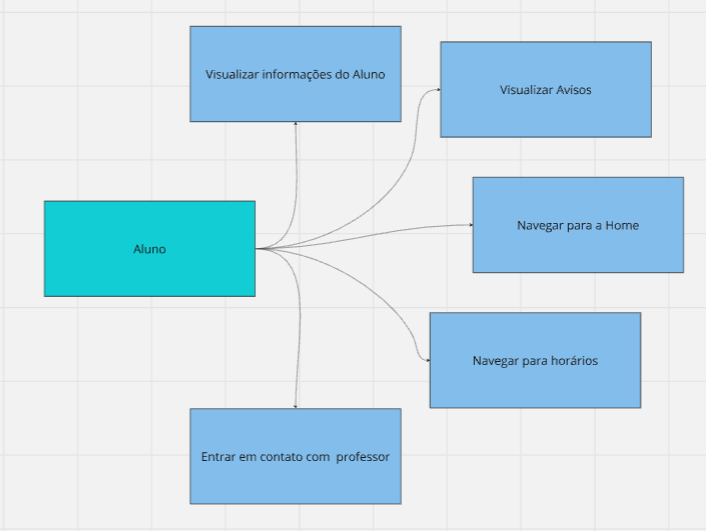 Visualizar informações do Aluno
Visualizar Avisos
Navegar para a Home
Aluno
Navegar para horários
Entrar em contato com  professor